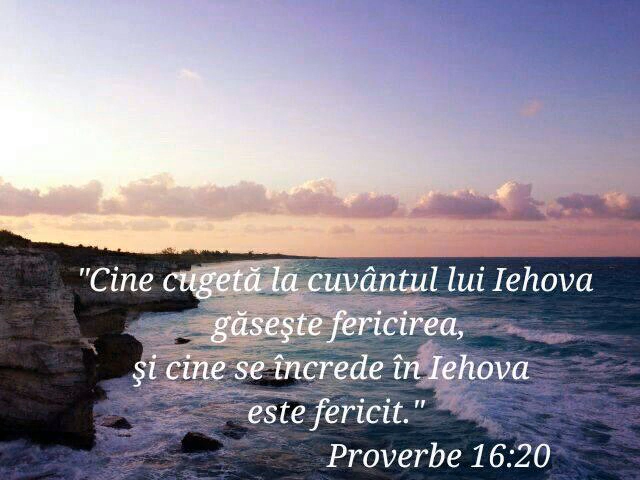 "Cine cugetă la cuvântul lui Iehova
găseşte fericirea,
şi cine se încrede în Iehova
este fericit."
Proverbe 16:20